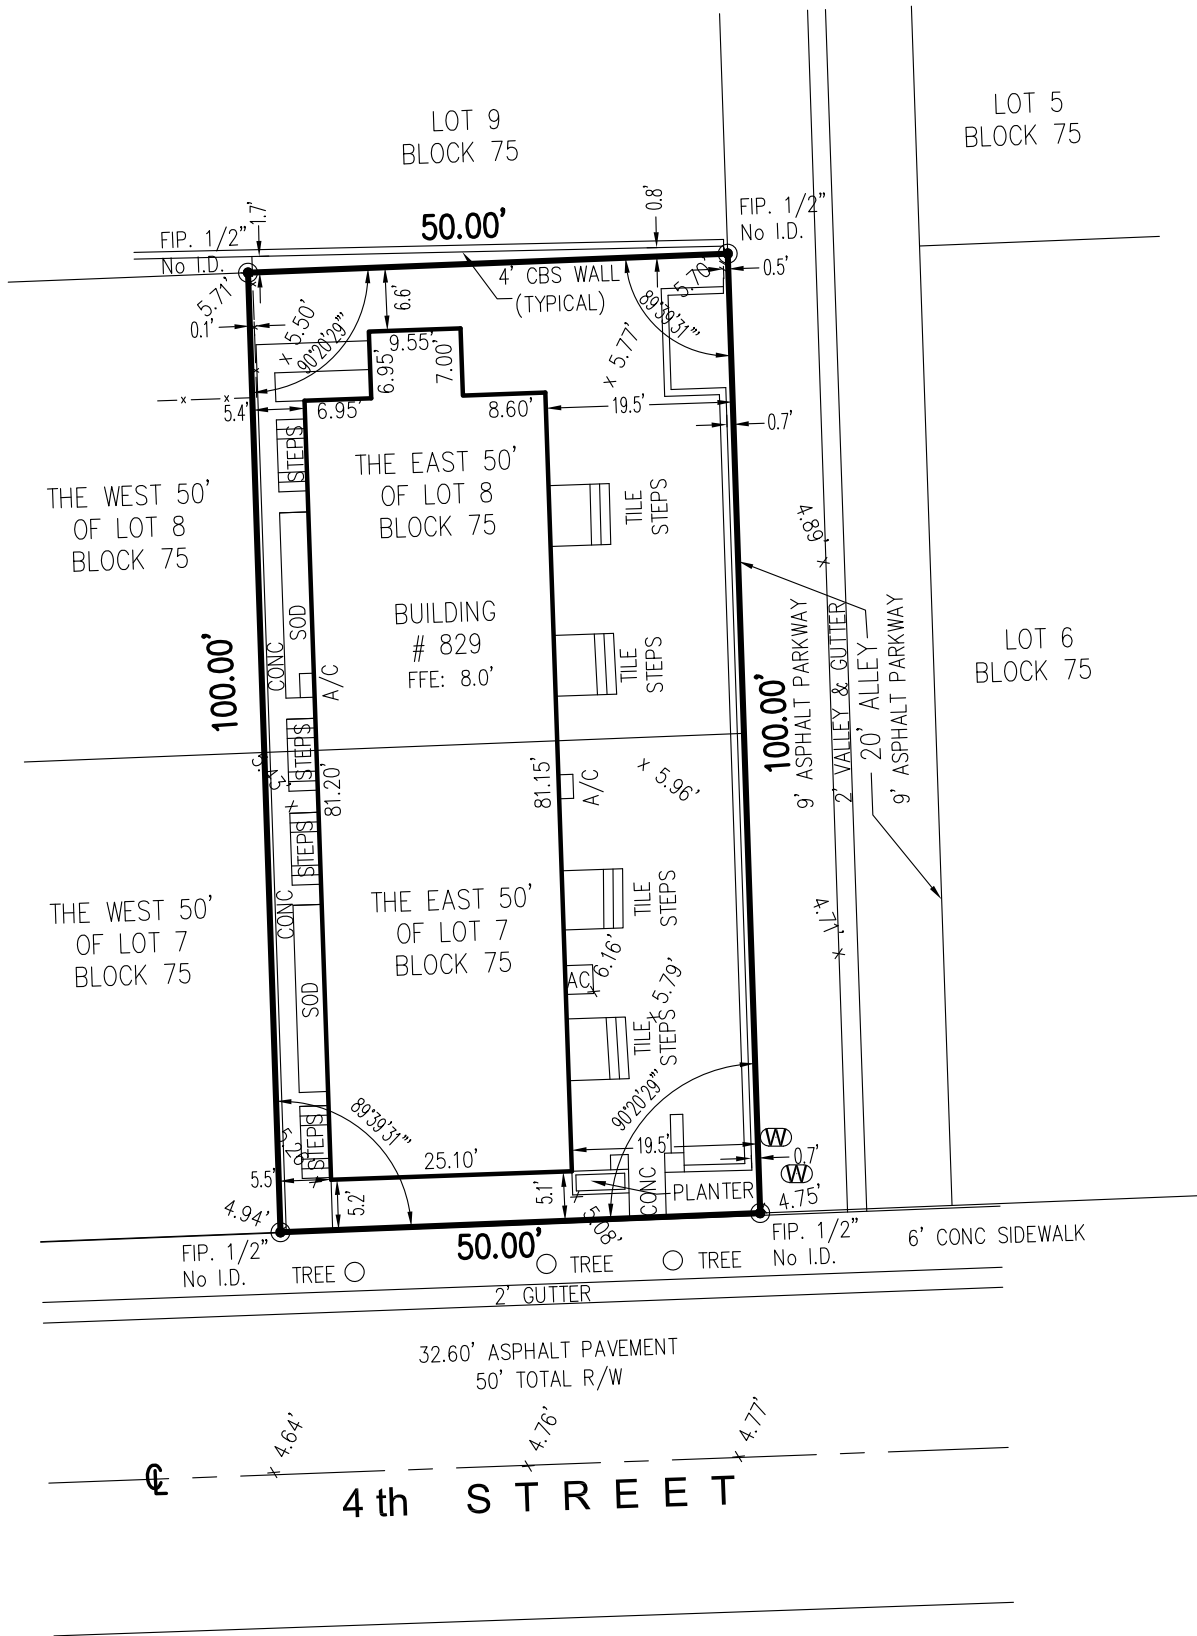 LOT 9
BLOCK 75
LOT 5
BLOCK 75
FIP. 1/2"
No I.D.
1.7'
50.00'
0.8'
FIP. 1/2"
No I.D.
5.71'
0.1'
x 5.50'
90°20'29"'
6.6'
4' CBS WALL
(TYPICAL)
5.70'
89°39'31"'
0.5'
x 5.77'
9.55'
6.95'
7.00'
5.4'
6.95'
8.60'
19.5'
0.7'
STEPS
THE WEST 50'
OF LOT 8
BLOCK 75
THE EAST 50'
OF LOT 8
BLOCK 75
TILE
STEPS
4.89' x
SOD
CONC
BUILDING
# 829
FFE: 8.0'
A/C
TILE
STEPS
LOT 6
BLOCK 75
100.00'
100.00'
9' ASPHALT PARKWAY
2' VALLEY & GUTTER
20' ALLEY
9' ASPHALT PARKWAY
STEPS
81.20'
81.15'
A/C
x 5.96'
STEPS
CONC
THE WEST 50'
OF LOT 7
BLOCK 75
THE EAST 50'
OF LOT 7
BLOCK 75
TILE
STEPS
4.71' x
SOD
AC
x 6.16'
x 5.79'
TILE
STEPS
89°39'31"'
90°20'29"'
STEPS
5.5'
25.10'
19.5'
W
0.7'
W
5.2'
5.1'
CONC
PLANTER
4.94'
4.75'
x 5.08'
50.00'
FIP. 1/2"
No I.D.
FIP. 1/2"
No I.D.
6' CONC SIDEWALK
TREE
TREE
TREE
2' GUTTER
32.60' ASPHALT PAVEMENT
50' TOTAL R/W
x 4.64'
x 4.76'
x 4.77'
4 th STREET